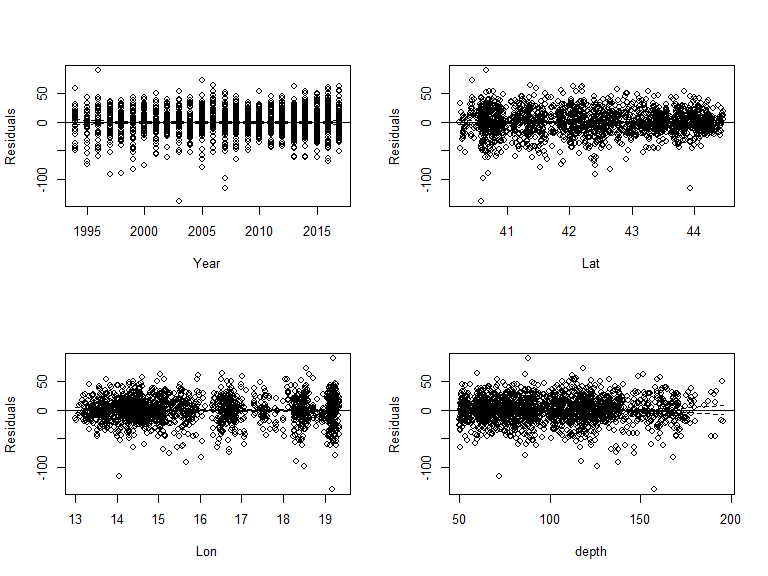 Residuals
50
0
-100
1995 2000 2005 2010 2015
Year
Residuals
50
0
-100
41 42 43 44
Lat
Residuals
50
0
-100
13 14 15 16 17 18 19
Lon
Residuals
50
0
-100
50 100 150 200
depth